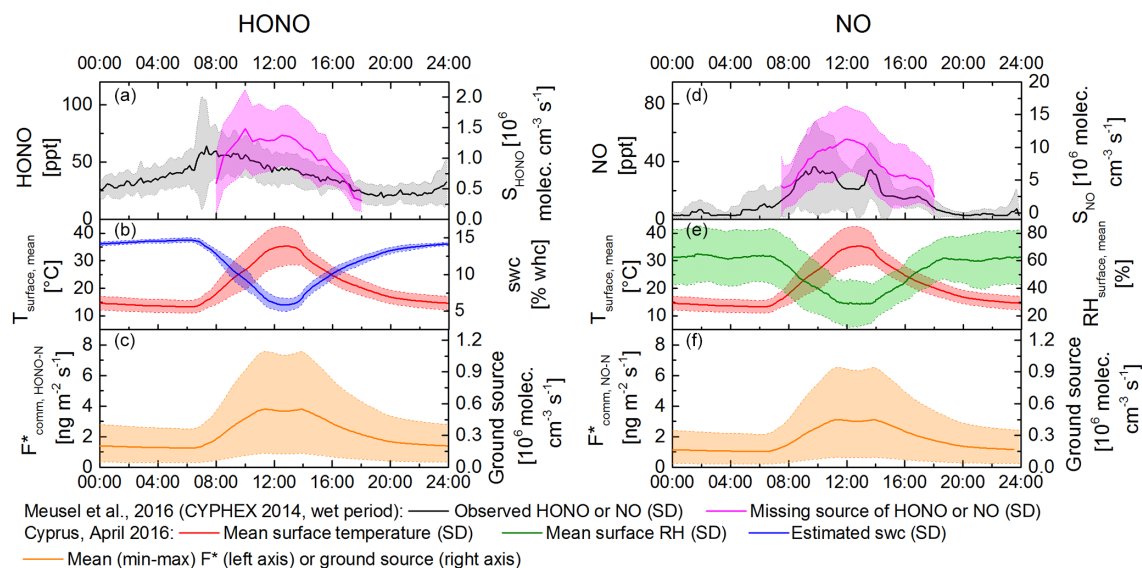 HONO
NO
00:00 04:00 08:00 12:00 16:00 20:00 24:00
00:00 04:00 08:00 12:00 16:00 20:00 24:00
(a)
HONO
[ppt]
100
50
0
2.0
1.5
1.0
0.5
0.0
S_HONO [10^6
molec. cm^-3 s^-1]
(d)
NO
[ppt]
80
40
0
20
15
10
5
0
S_NO [10^6 molec.
cm^-3 s^-1]
(b)
T_surface, mean
[°C]
40
30
20
10
15
10
5
swc
[% whc]
(e)
T_surface, mean
[°C]
40
30
20
10
80
60
40
20
RH_surface, mean
[%]
(c)
F*_comm, HONO-N
[ng m^-2 s^-1]
8
6
4
2
0
1.2
0.9
0.6
0.3
0.0
Ground source
[10^6 molec.
cm^-3 s^-1]
(f)
F*_comm, NO-N
[ng m^-2 s^-1]
8
6
4
2
0
1.2
0.9
0.6
0.3
0.0
Ground source
[10^6 molec.
cm^-3 s^-1]
00:00 04:00 08:00 12:00 16:00 20:00 24:00
00:00 04:00 08:00 12:00 16:00 20:00 24:00
Meusel et al., 2016 (CYPHEX 2014, wet period): Observed HONO or NO (SD) Missing source of HONO or NO (SD)
Cyprus, April 2016: Mean surface temperature (SD) Mean surface RH (SD) Estimated swc (SD)
Mean (min-max) F* (left axis) or ground source (right axis)